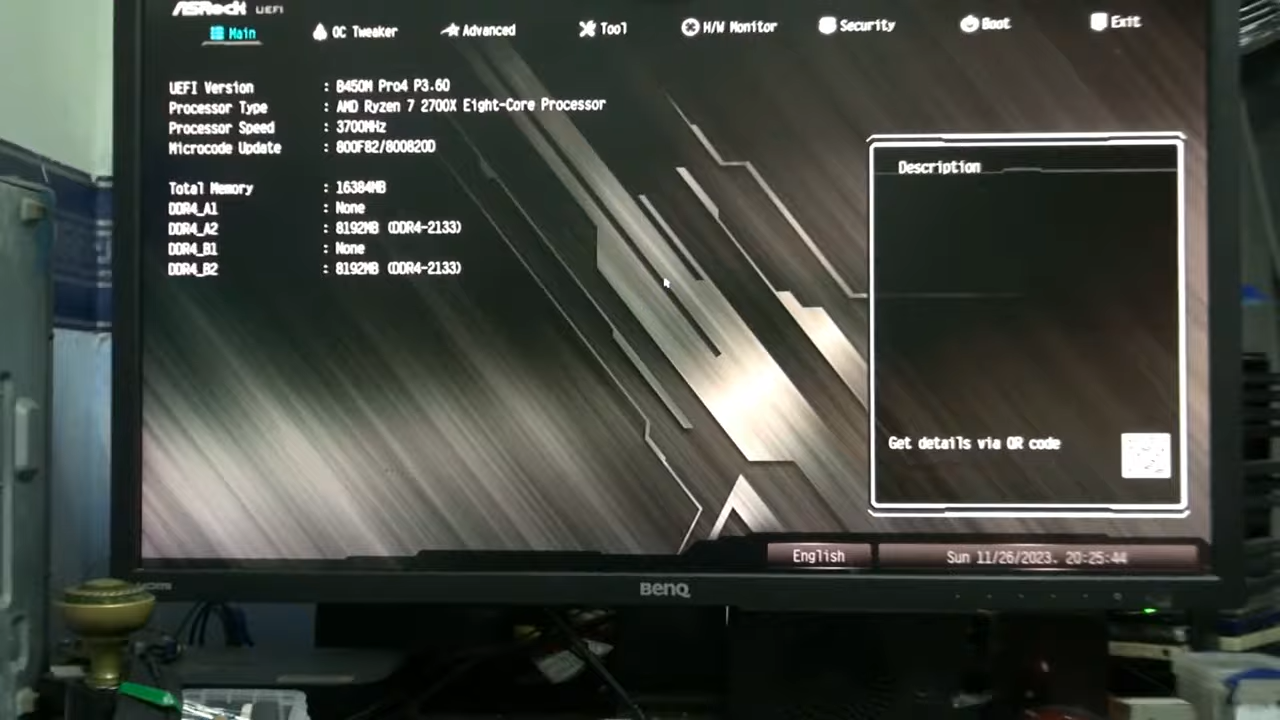 ASRock UEFI
Main OC Tweaker Advanced Tool H/W Monitor Security Boot Exit
UEFI Version : B450M Pro4 P3.60
Processor Type : AMD Ryzen 7 2700X Eight-Core Processor
Processor Speed : 3700MHz
Microcode Update : 800F82/800820D
Total Memory : 16384MB
DDR4_A1 : None
DDR4_A2 : 8192MB (DDR4-2133)
DDR4_B1 : None
DDR4_B2 : 8192MB (DDR4-2133)
Description
Get details via QR code
English
Sun 11/26/2023. 20:25:44
HDMI
BenQ